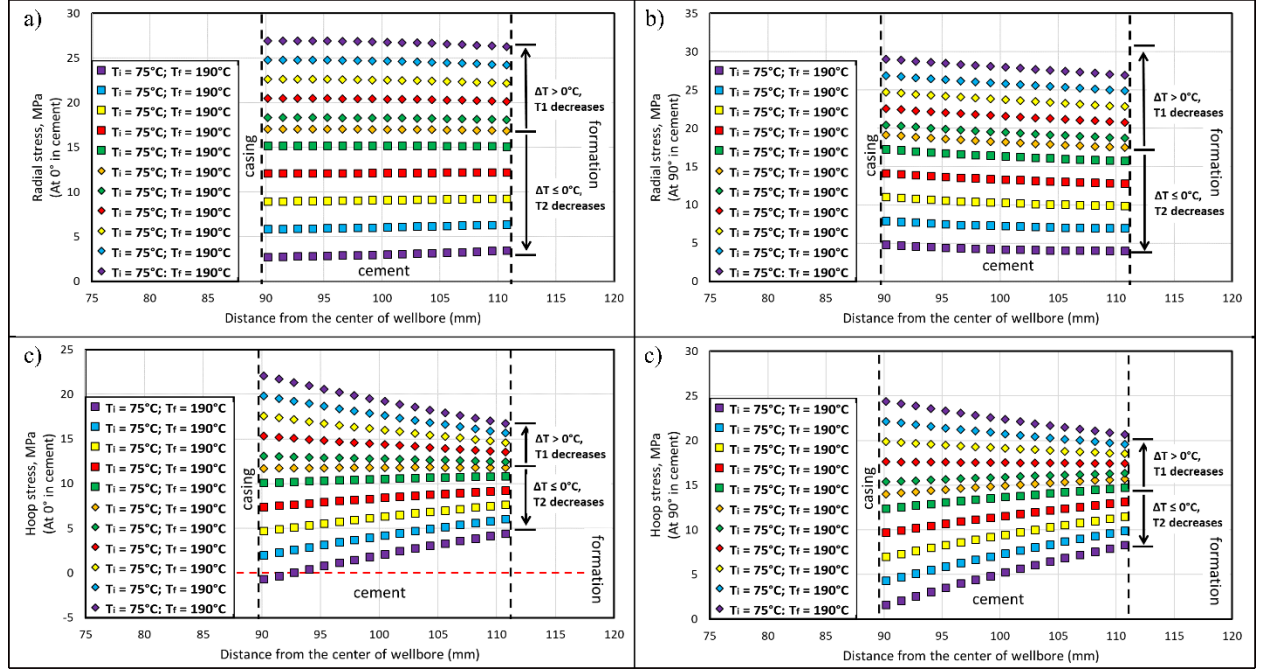 a)
Radial stress, MPa
(At 0° in cement)
30
25
20
15
10
5
0
Ti = 75°C; Tf = 190°C
Ti = 75°C; Tf = 190°C
Ti = 75°C; Tf = 190°C
Ti = 75°C; Tf = 190°C
Ti = 75°C; Tf = 190°C
Ti = 75°C; Tf = 190°C
Ti = 75°C; Tf = 190°C
Ti = 75°C; Tf = 190°C
Ti = 75°C; Tf = 190°C
Ti = 75°C; Tf = 190°C
Ti = 75°C; Tf = 190°C
casing
cement
ΔT > 0°C,
T1 decreases
ΔT ≤ 0°C,
T2 decreases
formation
75 80 85 90 95 100 105 110 115 120
Distance from the center of wellbore (mm)
b)
Radial stress, MPa
(At 90° in cement)
35
30
25
20
15
10
5
0
Ti = 75°C; Tf = 190°C
Ti = 75°C; Tf = 190°C
Ti = 75°C; Tf = 190°C
Ti = 75°C; Tf = 190°C
Ti = 75°C; Tf = 190°C
Ti = 75°C; Tf = 190°C
Ti = 75°C; Tf = 190°C
Ti = 75°C; Tf = 190°C
Ti = 75°C; Tf = 190°C
Ti = 75°C; Tf = 190°C
Ti = 75°C; Tf = 190°C
casing
cement
ΔT > 0°C,
T1 decreases
ΔT ≤ 0°C,
T2 decreases
formation
75 80 85 90 95 100 105 110 115 120
Distance from the center of wellbore (mm)
c)
Hoop stress, MPa
(At 0° in cement)
25
20
15
10
5
0
-5
Ti = 75°C; Tf = 190°C
Ti = 75°C; Tf = 190°C
Ti = 75°C; Tf = 190°C
Ti = 75°C; Tf = 190°C
Ti = 75°C; Tf = 190°C
Ti = 75°C; Tf = 190°C
Ti = 75°C; Tf = 190°C
Ti = 75°C; Tf = 190°C
Ti = 75°C; Tf = 190°C
Ti = 75°C; Tf = 190°C
Ti = 75°C; Tf = 190°C
casing
cement
ΔT > 0°C,
T1 decreases
ΔT ≤ 0°C,
T2 decreases
formation
75 80 85 90 95 100 105 110 115 120
Distance from the center of wellbore (mm)
c)
Hoop stress, MPa
(At 90° in cement)
30
25
20
15
10
5
0
Ti = 75°C; Tf = 190°C
Ti = 75°C; Tf = 190°C
Ti = 75°C; Tf = 190°C
Ti = 75°C; Tf = 190°C
Ti = 75°C; Tf = 190°C
Ti = 75°C; Tf = 190°C
Ti = 75°C; Tf = 190°C
Ti = 75°C; Tf = 190°C
Ti = 75°C; Tf = 190°C
Ti = 75°C; Tf = 190°C
Ti = 75°C; Tf = 190°C
casing
cement
ΔT > 0°C,
T1 decreases
ΔT ≤ 0°C,
T2 decreases
formation
75 80 85 90 95 100 105 110 115 120
Distance from the center of wellbore (mm)